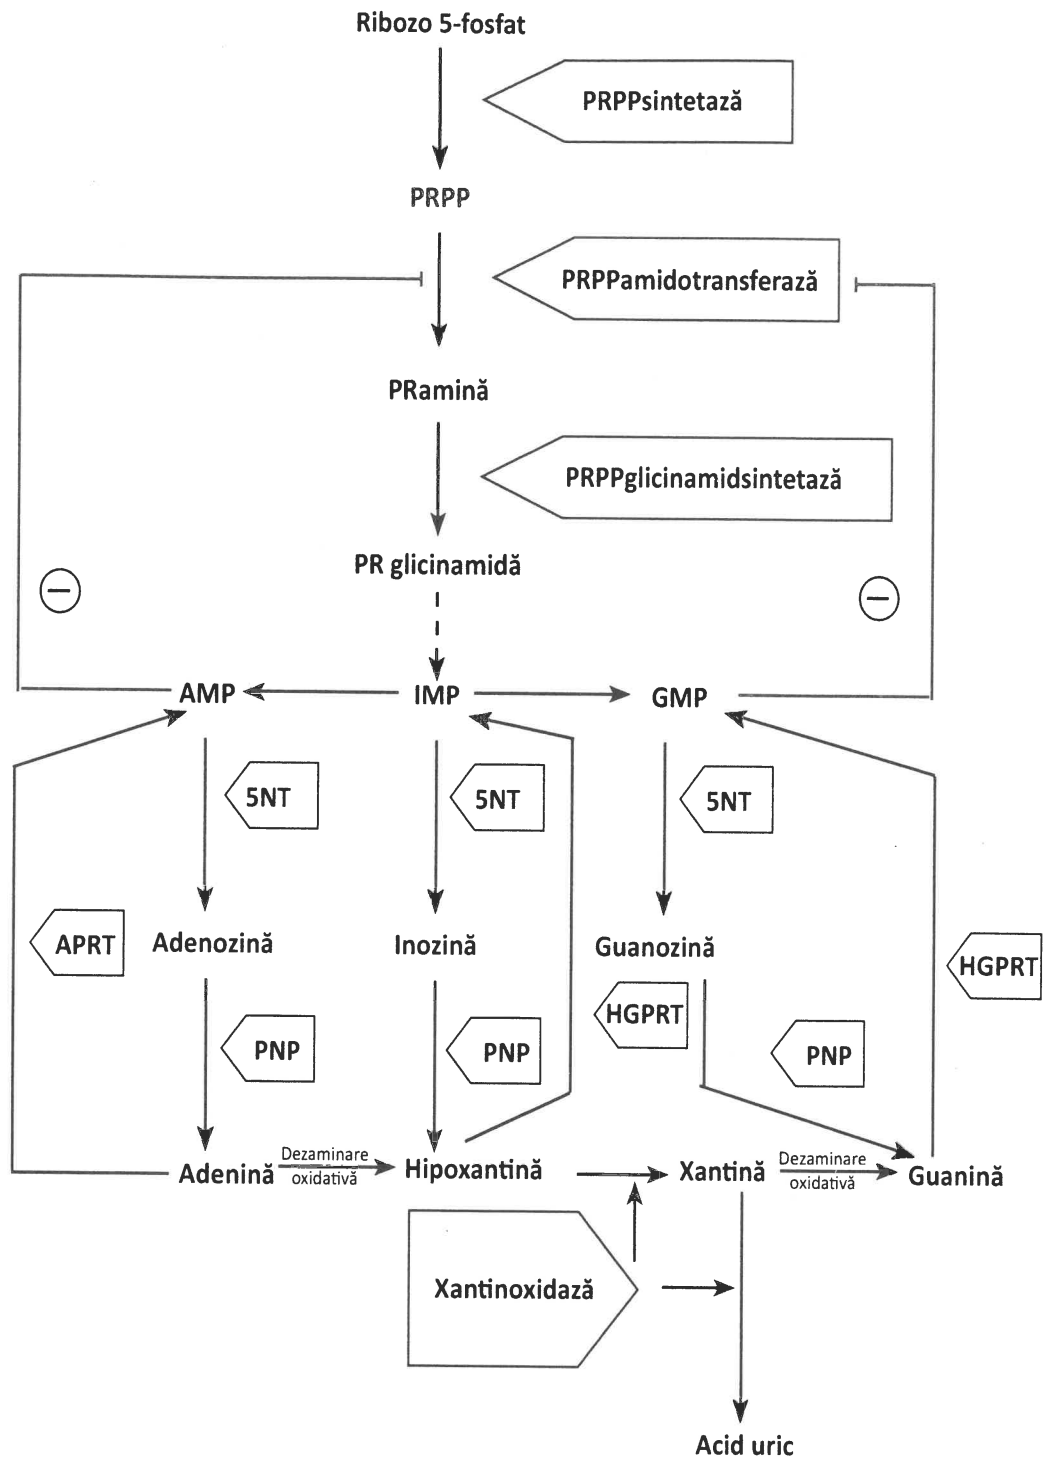 Ribozo 5-fosfat
PRPPsintetază
PRPP
PRPPamidotransferază
PRamină
PRPPglicinamidsintetază
PR glicinamidă
AMP
IMP
GMP
5NT
5NT
5NT
APRT
Adenozină
Inozină
Guanozină
HGPRT
HGPRT
PNP
PNP
PNP
Adenină
Dezaminare
oxidativă
Hipoxantină
Xantină
Dezaminare
oxidativă
Guanină
Xantinoxidază
Acid uric